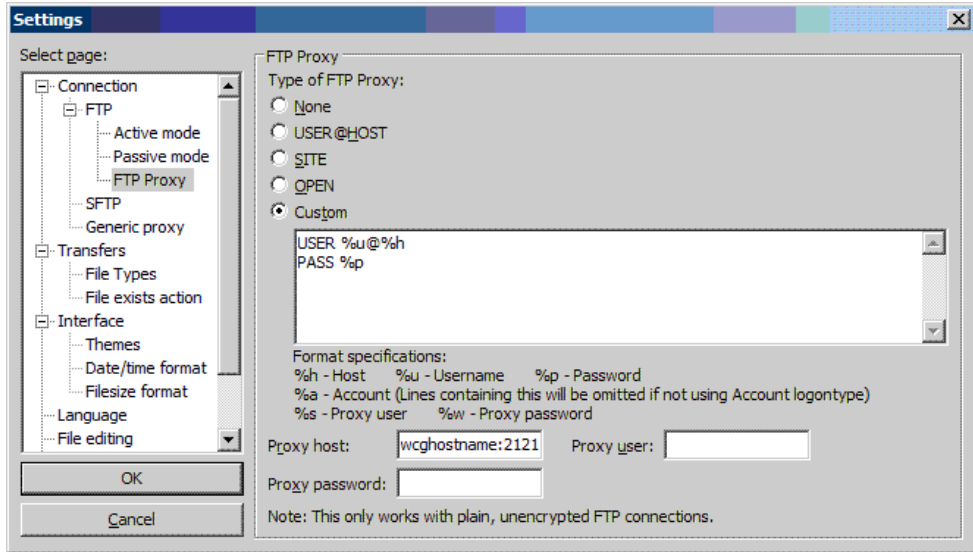 Settings
Select page:
Connection
FTP
Active mode
Passive mode
FTP Proxy
SFTP
Generic proxy
Transfers
File Types
File exists action
Interface
Themes
Date/time format
Filesize format
Language
File editing
OK
Cancel
FTP Proxy
Type of FTP Proxy:
None
USER@HOST
SITE
OPEN
Custom
USER %u@%h
PASS %p
Format specifications:
%h - Host %u - Username %p - Password
%a - Account (Lines containing this will be omitted if not using Account logontype)
%s - Proxy user %w - Proxy password
Proxy host: wcghostname:2121 Proxy user:
Proxy password:
Note: This only works with plain, unencrypted FTP connections.